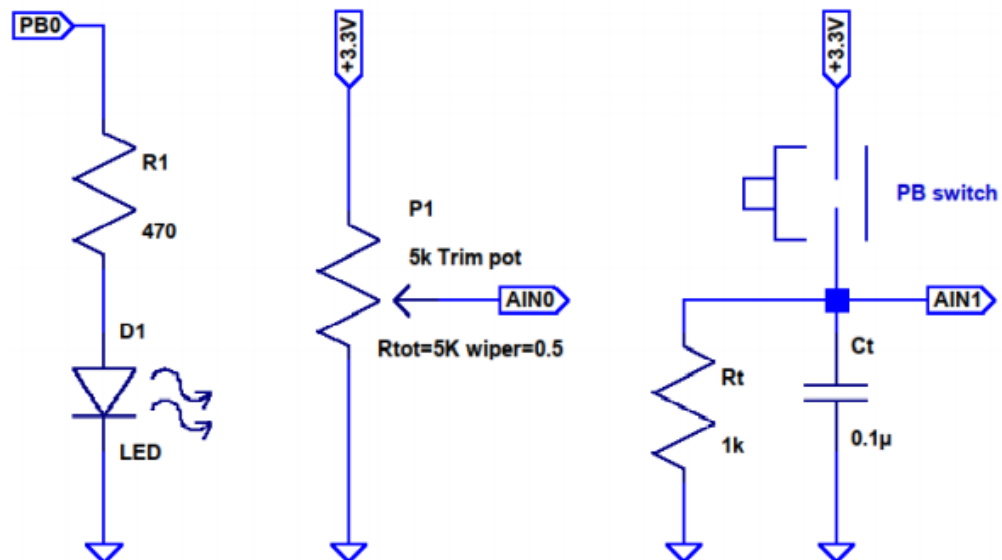 PB0
R1
470
D1
LED
+3.3V
P1
5k Trim pot
AIN0
Rtot=5K wiper=0.5
+3.3V
PB switch
AIN1
Rt
1k
Ct
0.1µ